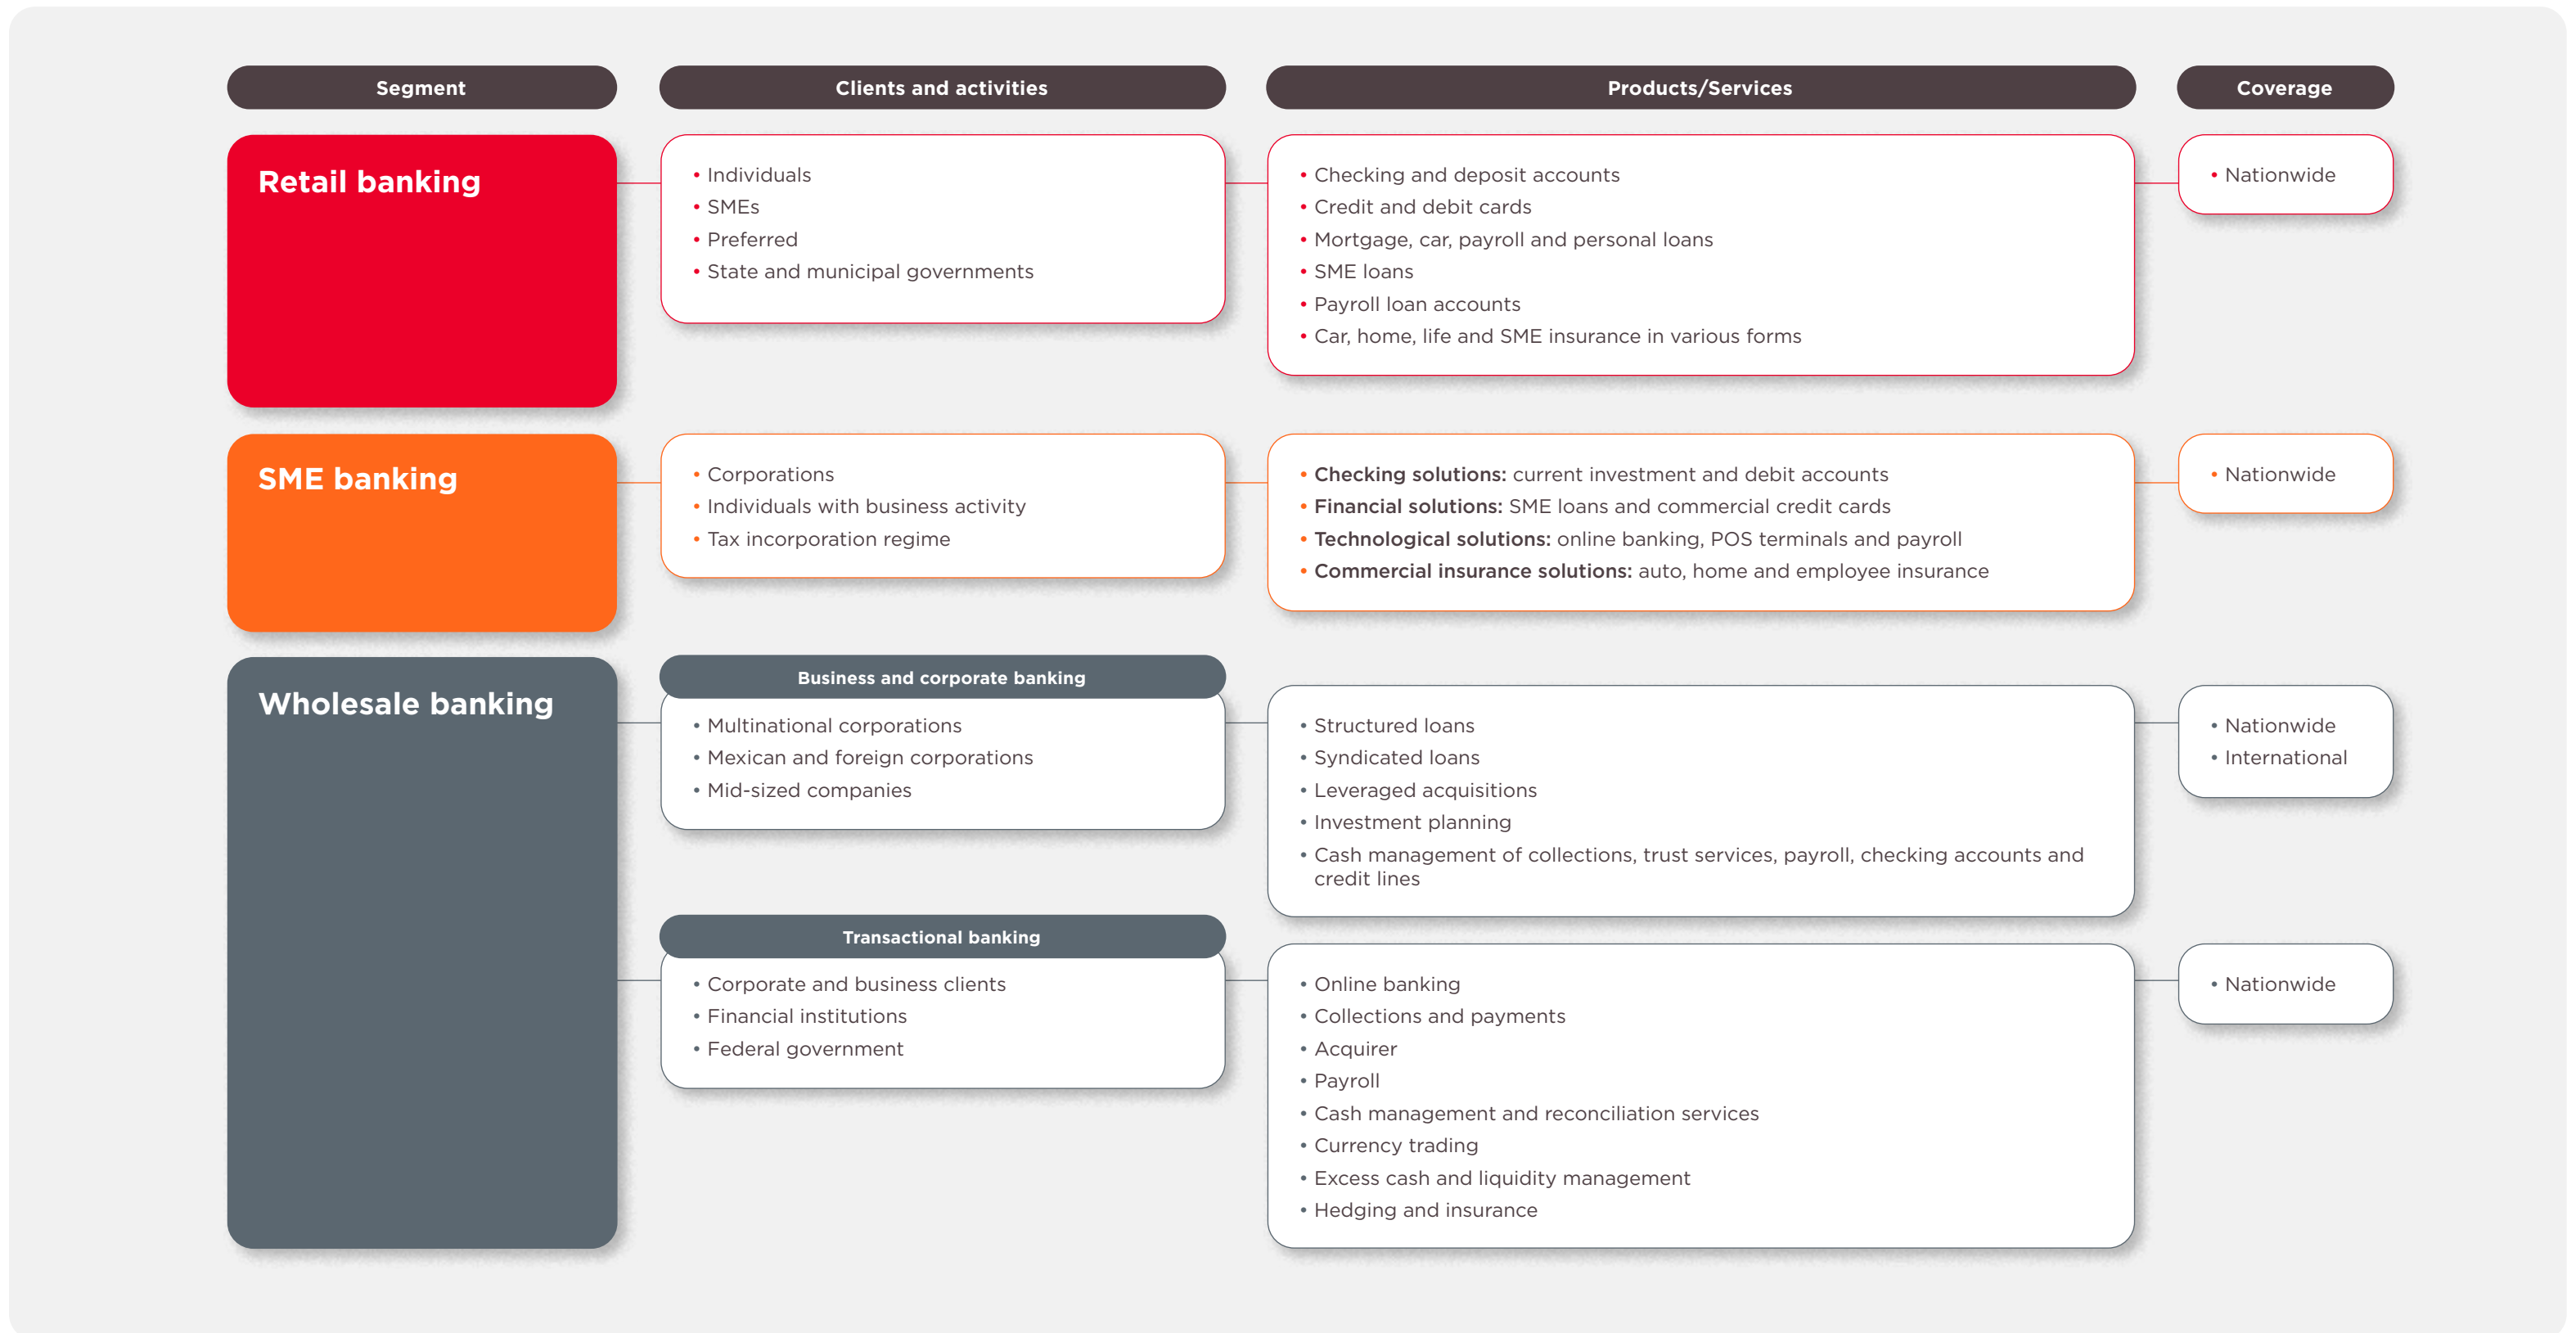 Segment
Clients and activities
Products/Services
Coverage
Retail banking
• Individuals
• SMEs
• Preferred
• State and municipal governments
• Checking and deposit accounts
• Credit and debit cards
• Mortgage, car, payroll and personal loans
• SME loans
• Payroll loan accounts
• Car, home, life and SME insurance in various forms
• Nationwide
SME banking
• Corporations
• Individuals with business activity
• Tax incorporation regime
• Checking solutions: current investment and debit accounts
• Financial solutions: SME loans and commercial credit cards
• Technological solutions: online banking, POS terminals and payroll
• Commercial insurance solutions: auto, home and employee insurance
• Nationwide
Wholesale banking
Business and corporate banking
• Multinational corporations
• Mexican and foreign corporations
• Mid-sized companies
• Structured loans
• Syndicated loans
• Leveraged acquisitions
• Investment planning
• Cash management of collections, trust services, payroll, checking accounts and
credit lines
• Nationwide
• International
Transactional banking
• Corporate and business clients
• Financial institutions
• Federal government
• Online banking
• Collections and payments
• Acquirer
• Payroll
• Cash management and reconciliation services
• Currency trading
• Excess cash and liquidity management
• Hedging and insurance
• Nationwide